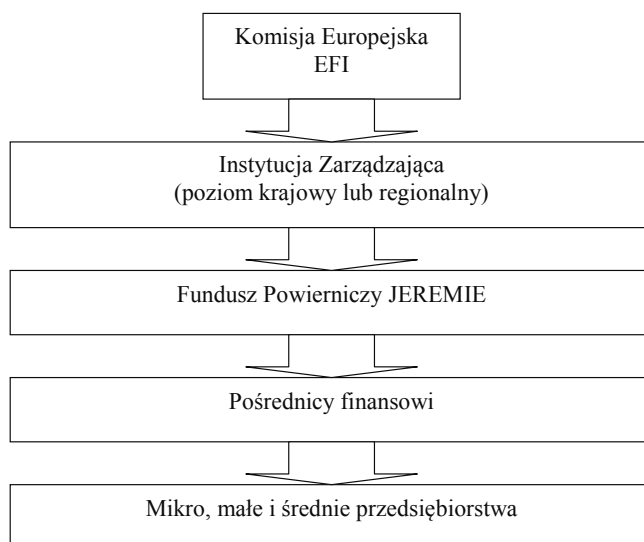 Komisja Europejska
EFI
Instytucja Zarządzająca
(poziom krajowy lub regionalny)
Fundusz Powierniczy JEREMIE
Pośrednicy finansowi
Mikro, małe i średnie przedsiębiorstwa